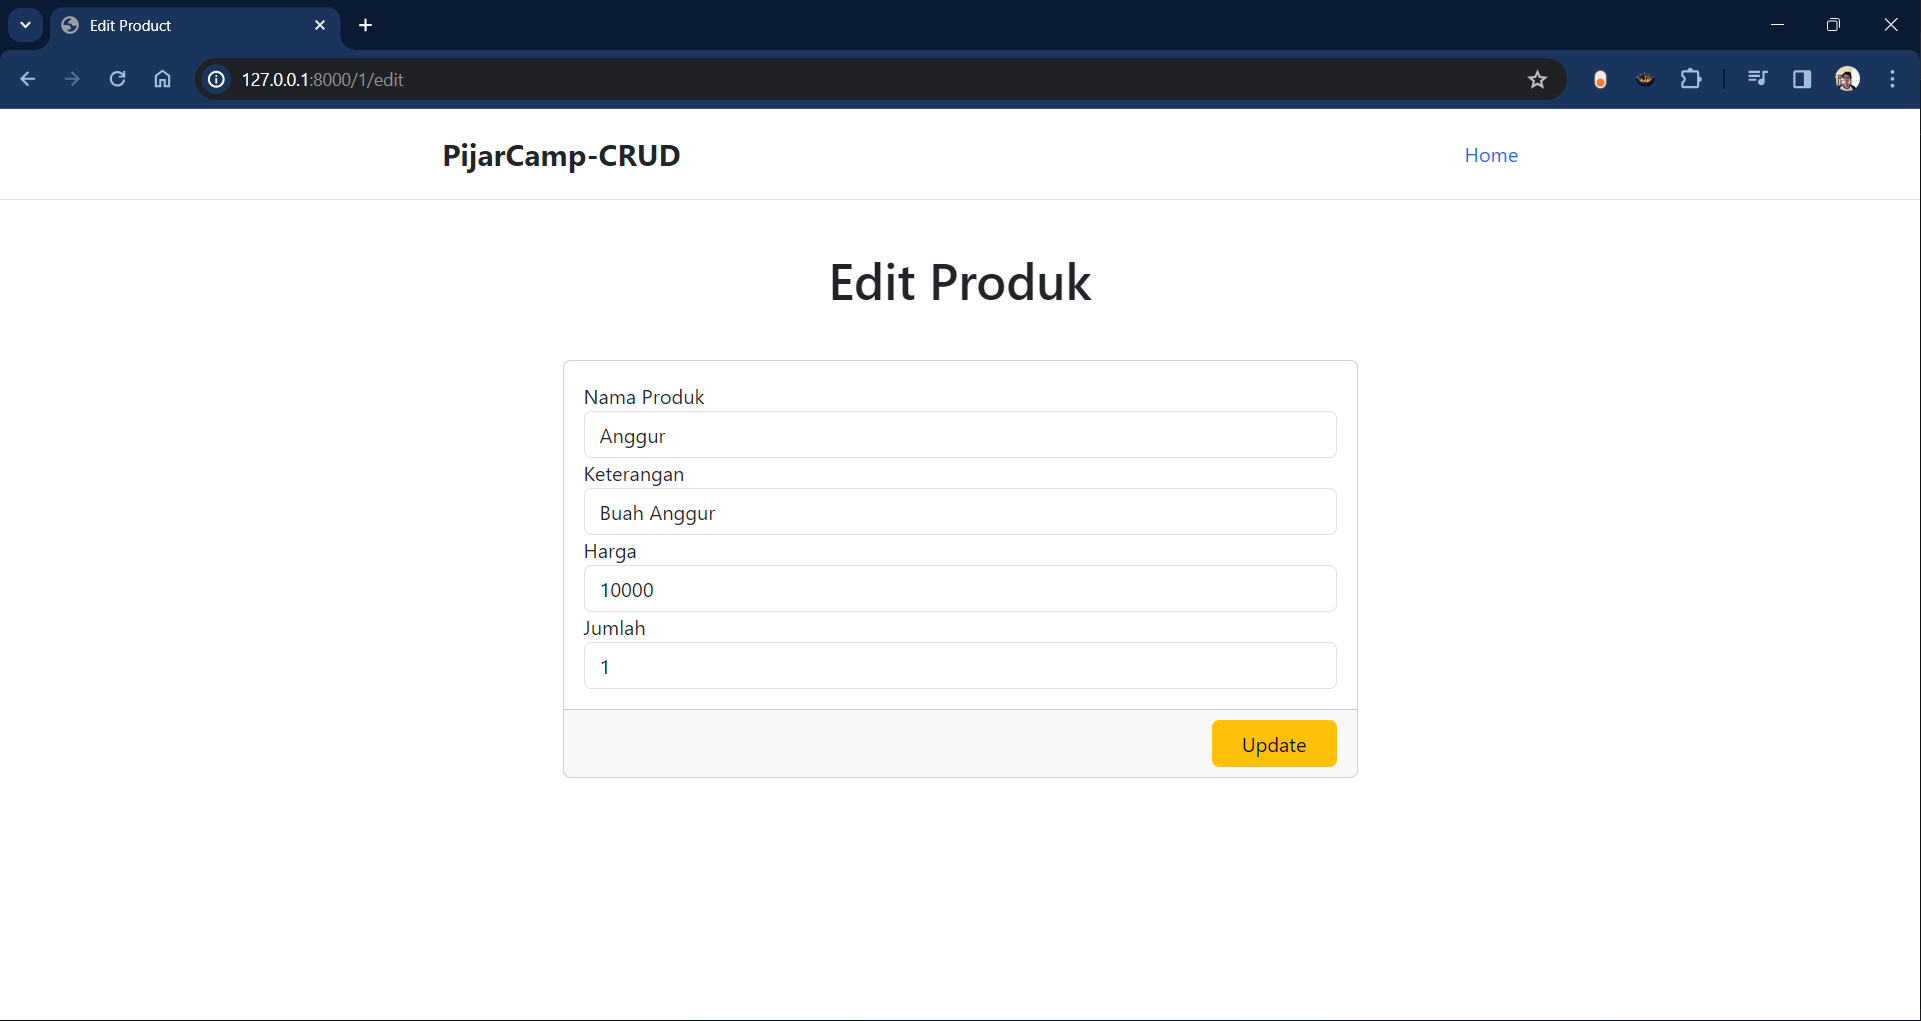 Edit Product
127.0.0.1:8000/1/edit
PijarCamp-CRUD
Home
Edit Produk
Nama Produk
Anggur
Keterangan
Buah Anggur
Harga
10000
Jumlah
1
Update